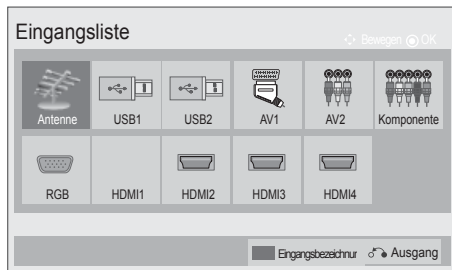 Eingangsliste
Bewegen OK
Antenne USB1 USB2 AV1 AV2 Komponente
RGB HDMI1 HDMI2 HDMI3 HDMI4
Eingangsbezeichnur Ausgang